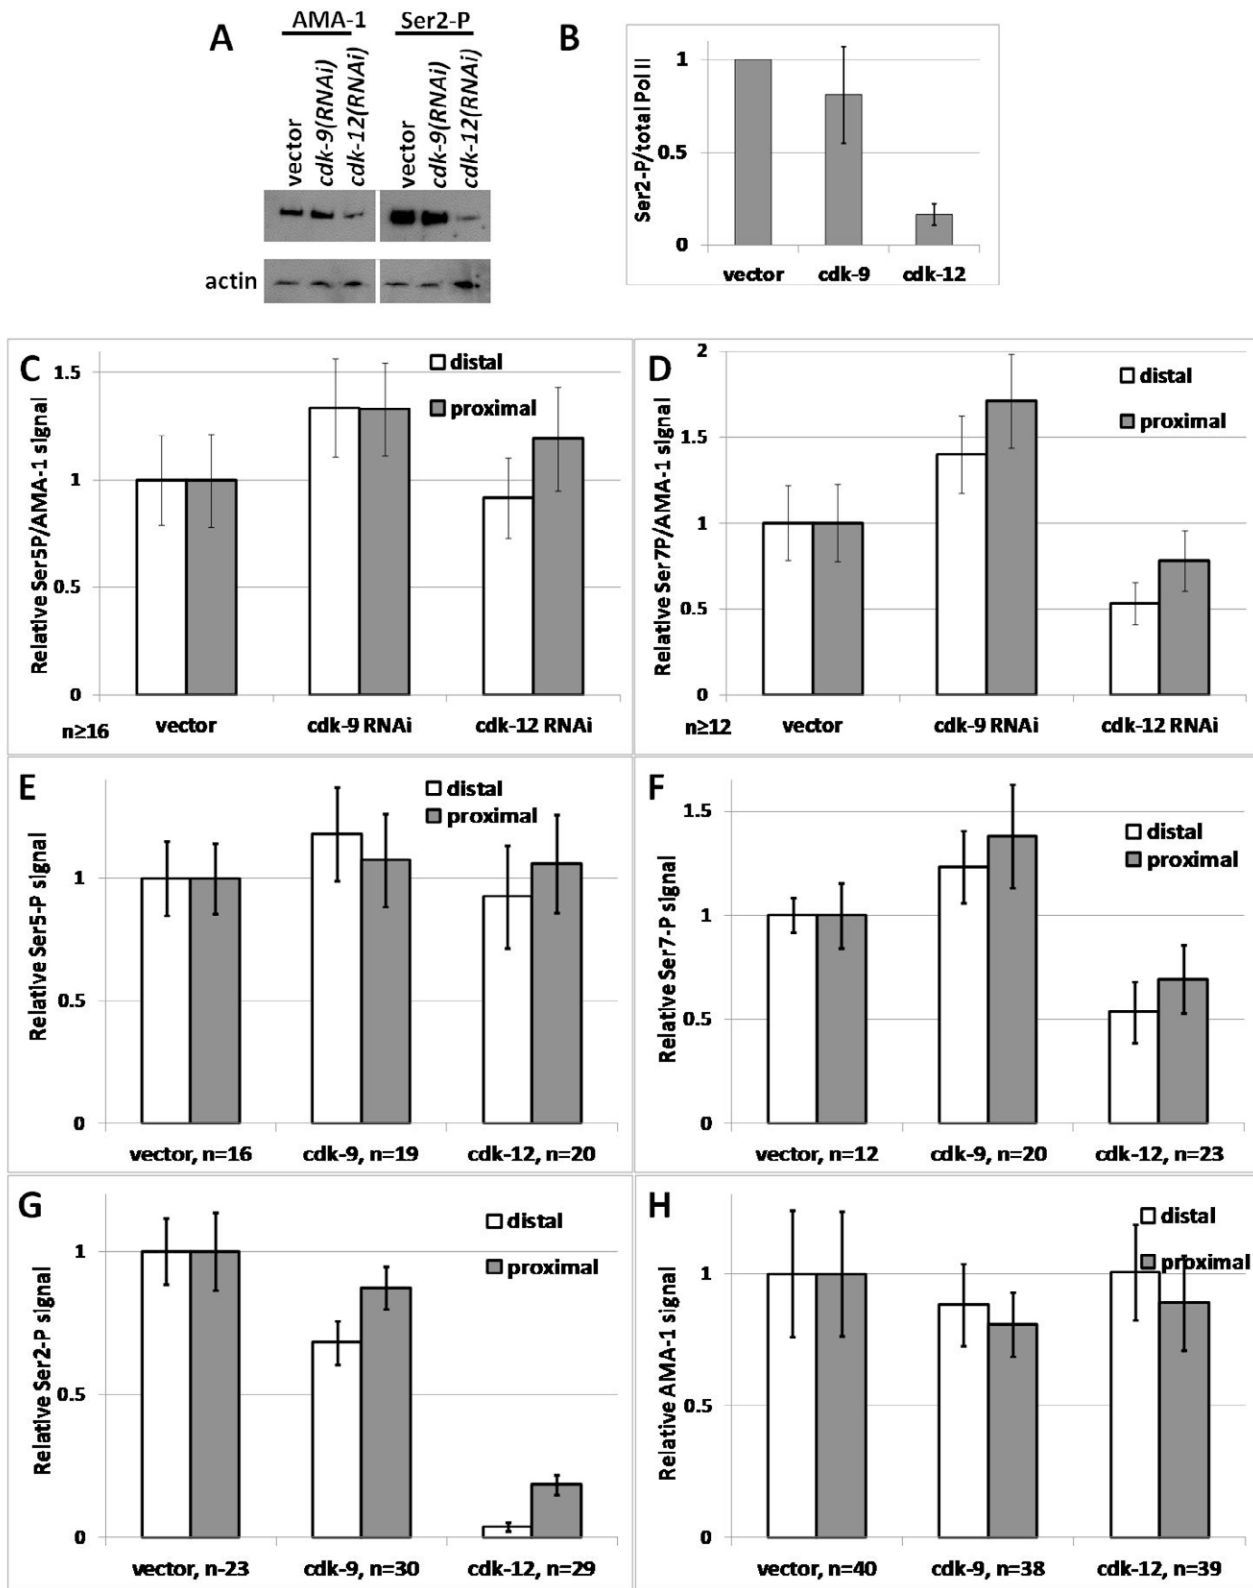 A
AMA-1 Ser2-P
vector cdk-9(RNAi) cdk-12(RNAi) vector cdk-9(RNAi) cdk-12(RNAi)
actin
B
Ser2-P/total Pol II
1
0.5
0
vector cdk-9 cdk-12
C
Relative Ser5P/AMA-1 signal
distal
proximal
1.5
1
0.5
0
n≥16 vector cdk-9 RNAi cdk-12 RNAi
D
Relative Ser7P/AMA-1 signal
distal
proximal
2
1.5
1
0.5
0
n≥12 vector cdk-9 RNAi cdk-12 RNAi
E
Relative Ser5-P signal
distal
proximal
1
0.5
0
vector, n=16 cdk-9, n=19 cdk-12, n=20
F
Relative Ser7-P signal
distal
proximal
1.5
1
0.5
0
vector, n=12 cdk-9, n=20 cdk-12, n=23
G
Relative Ser2-P signal
distal
proximal
1
0.5
0
vector, n-23 cdk-9, n=30 cdk-12, n=29
H
Relative AMA-1 signal
distal
proximal
1
0.5
0
vector, n=40 cdk-9, n=38 cdk-12, n=39